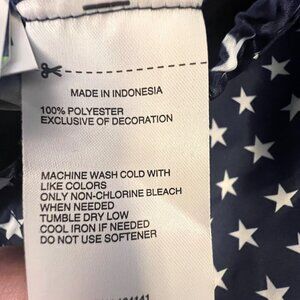 MADE IN INDONESIA
100% POLYESTER
EXCLUSIVE OF DECORATION
MACHINE WASH COLD WITH
LIKE COLORS
ONLY NON-CHLORINE BLEACH
WHEN NEEDED
TUMBLE DRY LOW
COOL IRON IF NEEDED
DO NOT USE SOFTENER